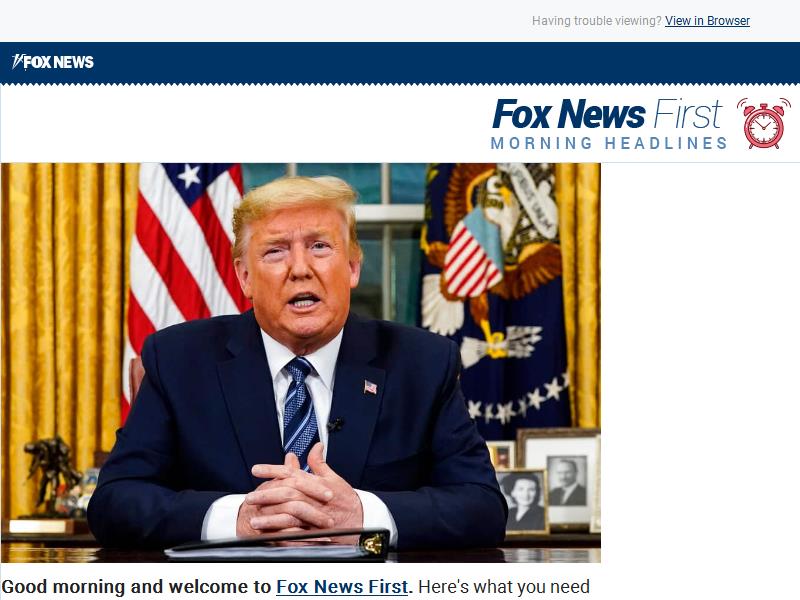 Having trouble viewing? View in Browser
FOX NEWS
Fox News First
MORNING HEADLINES
Good morning and welcome to Fox News First. Here's what you need